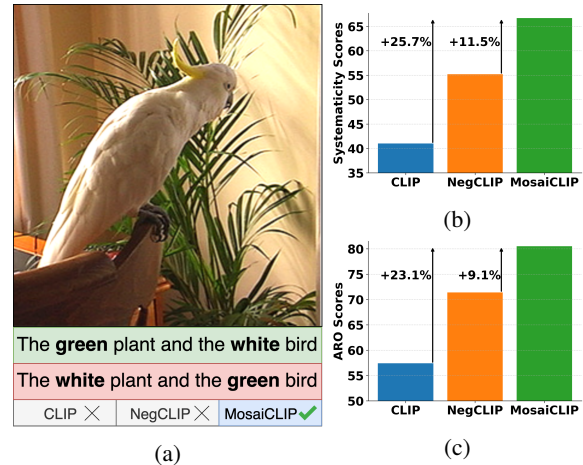 The green plant and the white bird
The white plant and the green bird
CLIP ✕ NegCLIP ✕ MosaiCLIP ✔
(a)
Systematicity Scores
65
60
55
50
45
40
35
+25.7%
+11.5%
CLIP NegCLIP MosaiCLIP
(b)
ARO Scores
80
75
70
65
60
55
50
+23.1%
+9.1%
CLIP NegCLIP MosaiCLIP
(c)